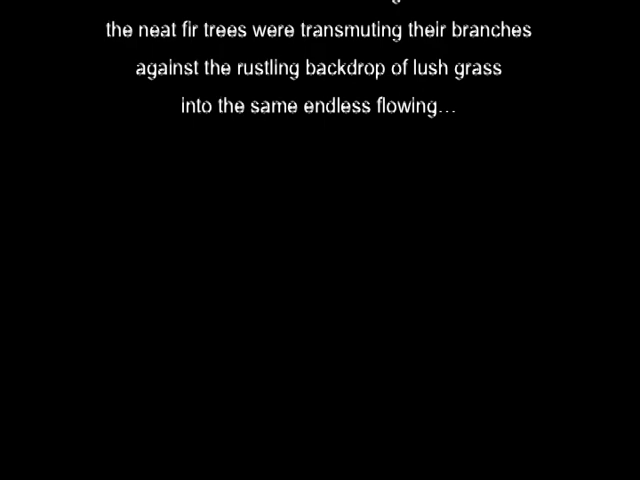 the neat fir trees were transmuting their branches
against the rustling backdrop of lush grass
into the same endless flowing…